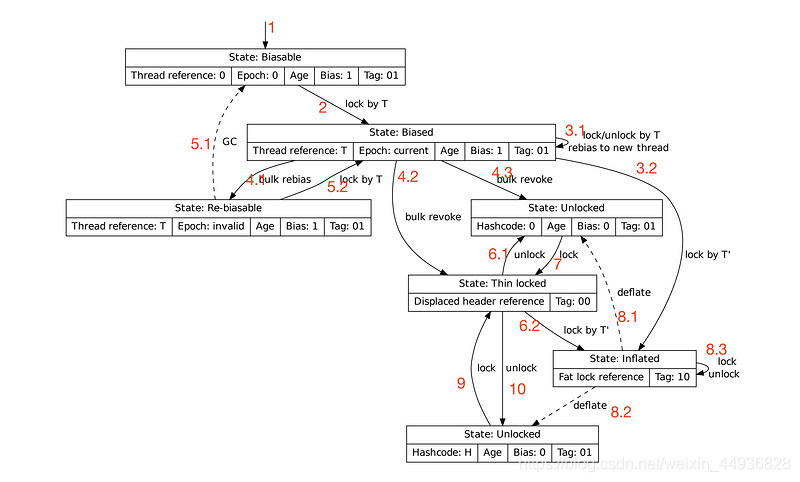 1
State: Biasable
Thread reference: 0 Epoch: 0 Age Bias: 1 Tag: 01
2 lock by T
State: Biased
Thread reference: T Epoch: current Age Bias: 1 Tag: 01
3.1 lock/unlock by T
rebias to new thread
3.2
5.1 GC
4.1 bulk rebias
5.2 lock by T
4.2
4.3 bulk revoke
State: Re-biasable
Thread reference: T Epoch: invalid Age Bias: 1 Tag: 01
State: Unlocked
Hashcode: 0 Age Bias: 0 Tag: 01
bulk revoke
6.1 unlock
7 lock
lock by T'
State: Thin locked
Displaced header reference Tag: 00
deflate
8.1
6.2 lock by T'
State: Inflated
Fat lock reference Tag: 10
8.3 lock
unlock
9 lock
10 unlock
deflate
8.2
State: Unlocked
Hashcode: H Age Bias: 0 Tag: 01
https://blog.csdn.net/weixin_44936828